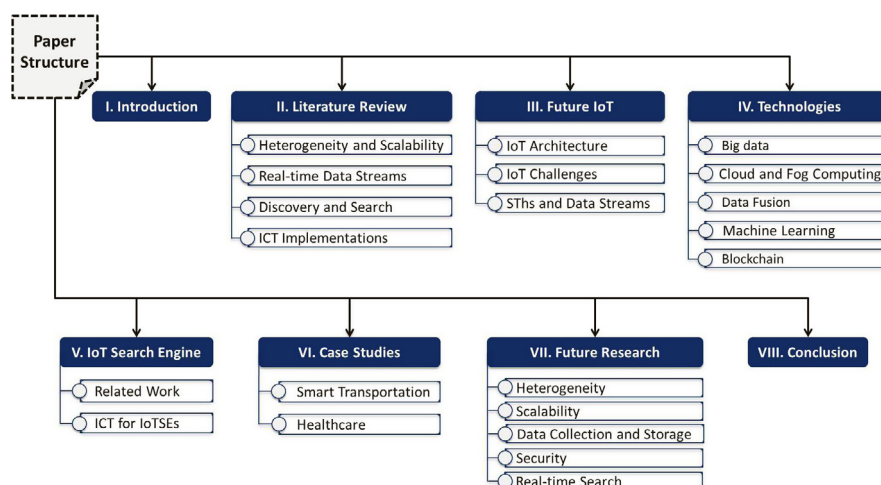 Paper
Structure
I. Introduction
II. Literature Review
Heterogeneity and Scalability
Real-time Data Streams
Discovery and Search
ICT Implementations
III. Future IoT
IoT Architecture
IoT Challenges
SThs and Data Streams
IV. Technologies
Big data
Cloud and Fog Computing
Data Fusion
Machine Learning
Blockchain
V. IoT Search Engine
Related Work
ICT for IoTSEs
VI. Case Studies
Smart Transportation
Healthcare
VII. Future Research
Heterogeneity
Scalability
Data Collection and Storage
Security
Real-time Search
VIII. Conclusion